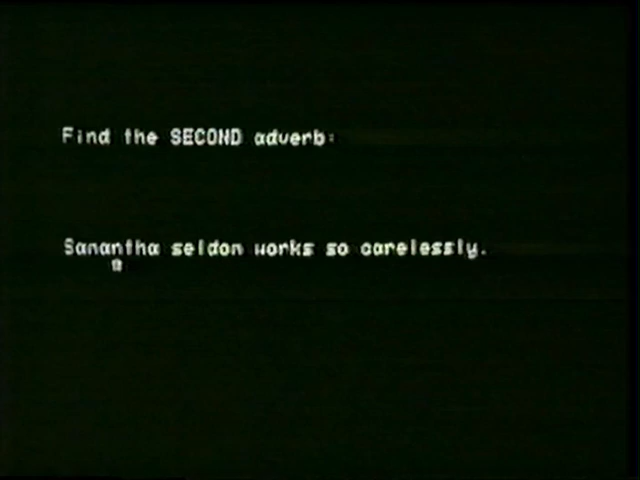 Find the SECOND adverb:
Samantha seldom works so carelessly.